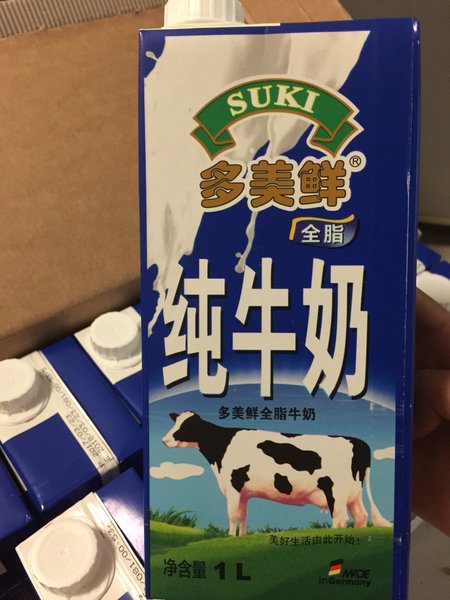 SUKI
多美鲜®
全脂
纯牛奶
多美鲜全脂牛奶
美好生活由此开始!
净含量 1 L
MADE
in Germany